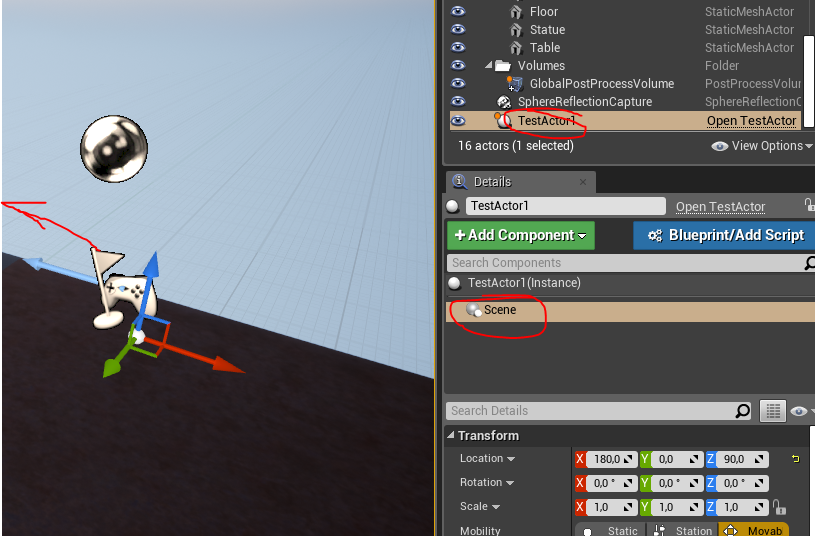 Floor StaticMeshActor
Statue StaticMeshActor
Table StaticMeshActor
Volumes Folder
GlobalPostProcessVolume PostProcessVolu
SphereReflectionCapture SphereReflectionC
TestActor1 Open TestActor
16 actors (1 selected) View Options
Details ×
TestActor1 Open TestActor
+ Add Component Blueprint/Add Script
Search Components
TestActor1(Instance)
Scene
Search Details
Transform
Location X 180,0 Y 0,0 Z 90,0
Rotation X 0,0 ° Y 0,0 ° Z 0,0 °
Scale X 1,0 Y 1,0 Z 1,0
Mobility Static Station Movab